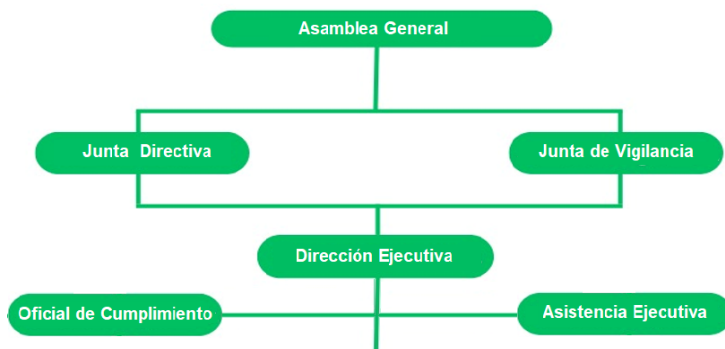 Asamblea General
Junta Directiva
Junta de Vigilancia
Dirección Ejecutiva
Oficial de Cumplimiento
Asistencia Ejecutiva